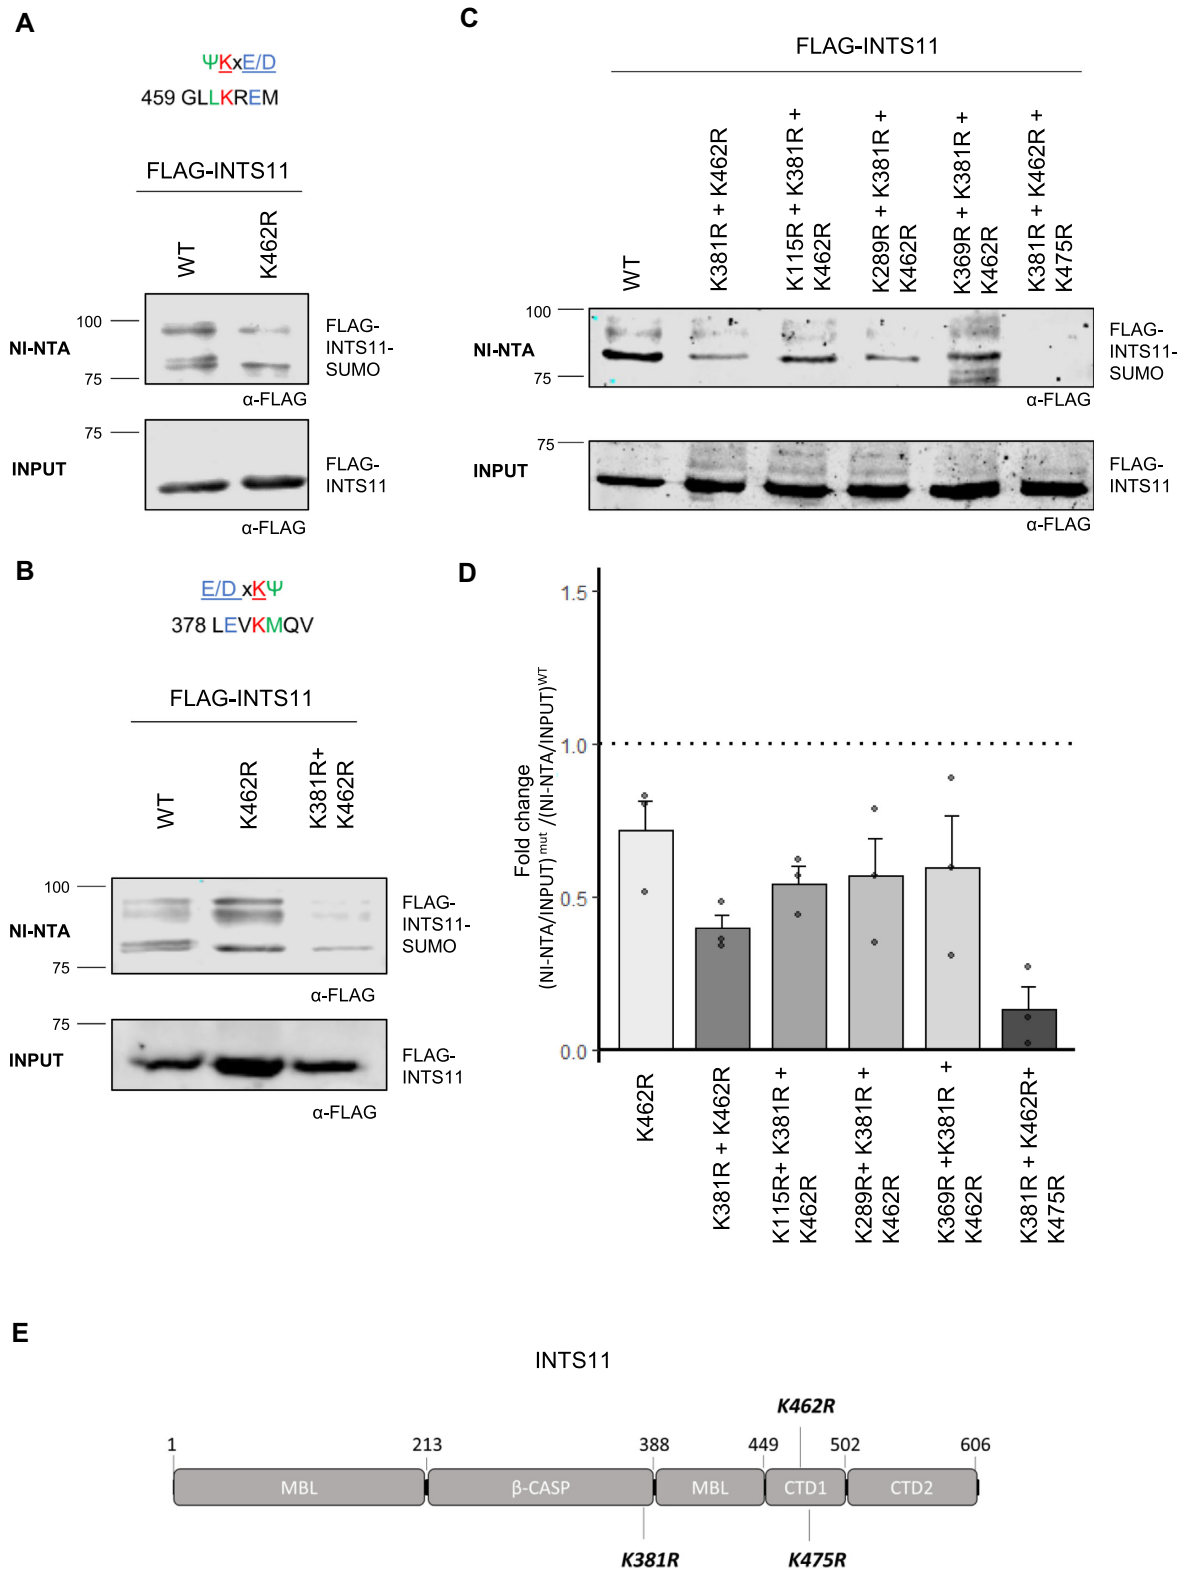 A
ΨKxE/D
459 GLLKREM
FLAG-INTS11
WT
K462R
100
75
NI-NTA
FLAG-
INTS11-
SUMO
α-FLAG
75
INPUT
FLAG-
INTS11
α-FLAG
B
E/D xKΨ
378 LEVKMQV
FLAG-INTS11
WT
K462R
K381R+
K462R
100
75
NI-NTA
FLAG-
INTS11-
SUMO
α-FLAG
75
INPUT
FLAG-
INTS11
α-FLAG
C
FLAG-INTS11
WT
K381R + K462R
K115R + K381R +
K462R
K289R + K381R +
K462R
K369R + K381R +
K462R
K381R + K462R +
K475R
100
75
NI-NTA
FLAG-
INTS11-
SUMO
α-FLAG
75
INPUT
FLAG-
INTS11
α-FLAG
D
Fold change
(NI-NTA/INPUT) mut /(NI-NTA/INPUT)WT
1.5
1.0
0.5
0.0
K462R
K381R + K462R
K115R+ K381R +
K462R
K289R+ K381R +
K462R
K369R +K381R +
K462R
K381R + K462R+
K475R
E
INTS11
K462R
1 213 388 449 502 606
MBL β-CASP MBL CTD1 CTD2
K381R K475R